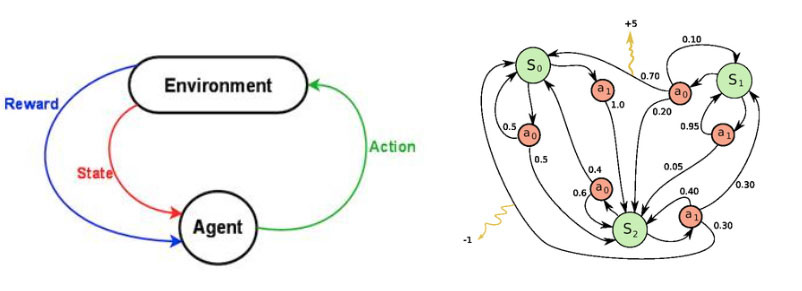 Environment
Reward
State
Action
Agent
+5
0.10
S0
a1
0.70
a0
S1
1.0
0.20
0.5
a0
0.95
a1
0.5
0.05
0.4
a0
0.6
0.40
0.30
a1
S2
0.30
-1